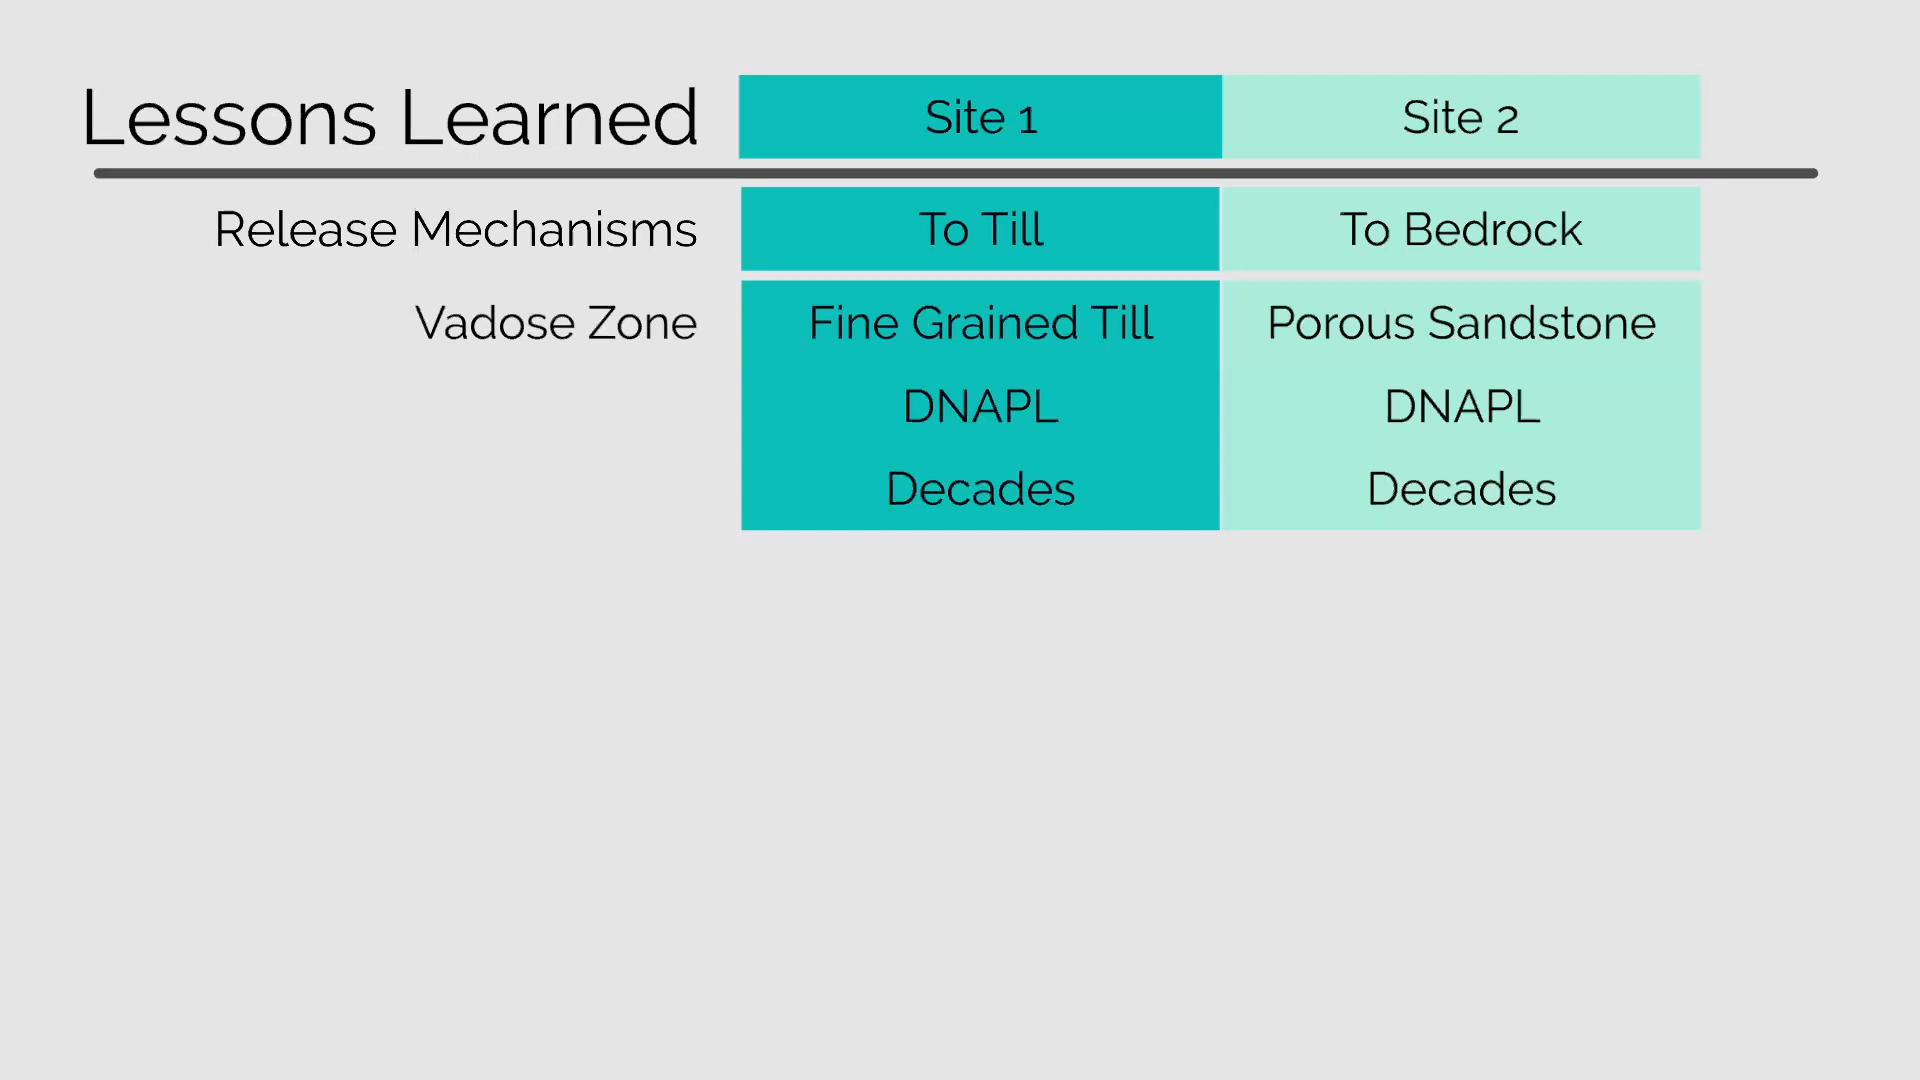 Lessons Learned Site 1 Site 2
Release Mechanisms To Till To Bedrock
Vadose Zone Fine Grained Till Porous Sandstone
DNAPL DNAPL
Decades Decades